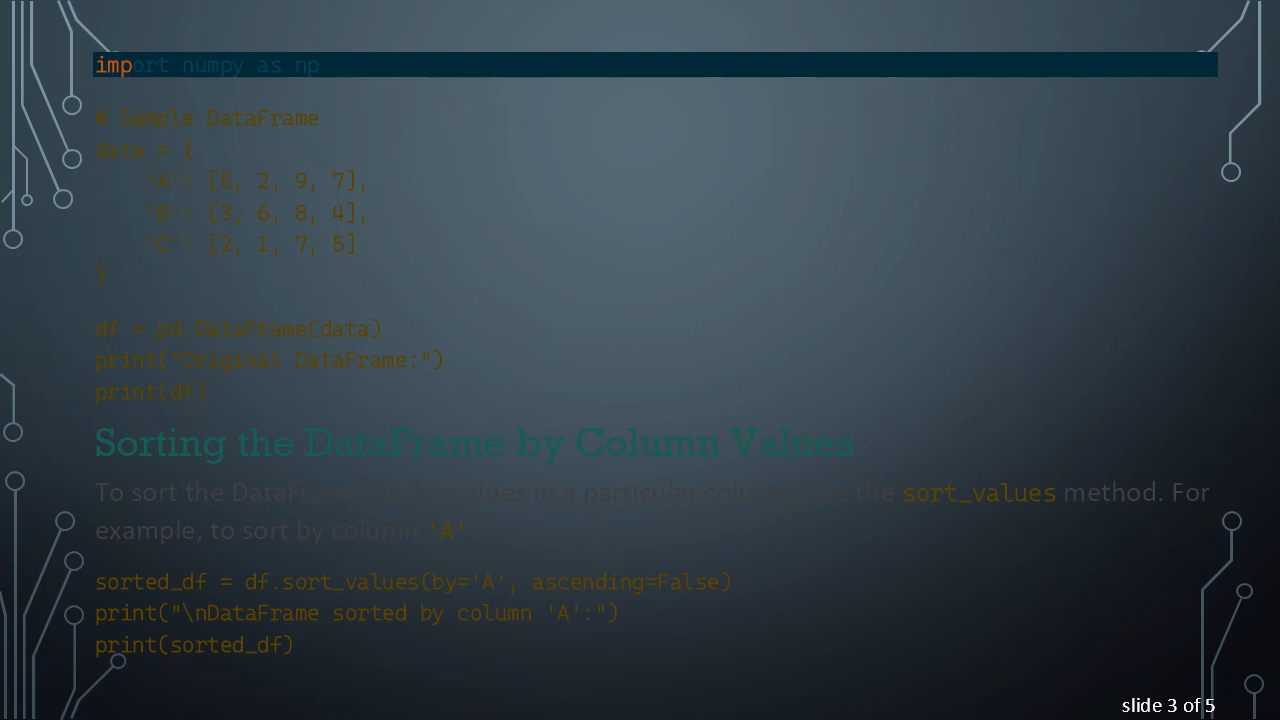 import numpy as np
# Sample DataFrame
data = {
'A': [5, 2, 9, 7],
'B': [3, 6, 8, 4],
'C': [2, 1, 7, 5]
}
df = pd.DataFrame(data)
print("Original DataFrame:")
print(df)
Sorting the DataFrame by Column Values
To sort the DataFrame by the values in a particular column, use the sort_values method. For
example, to sort by column 'A'
sorted_df = df.sort_values(by='A', ascending=False)
print("\nDataFrame sorted by column 'A':")
print(sorted_df)
slide 3 of 5